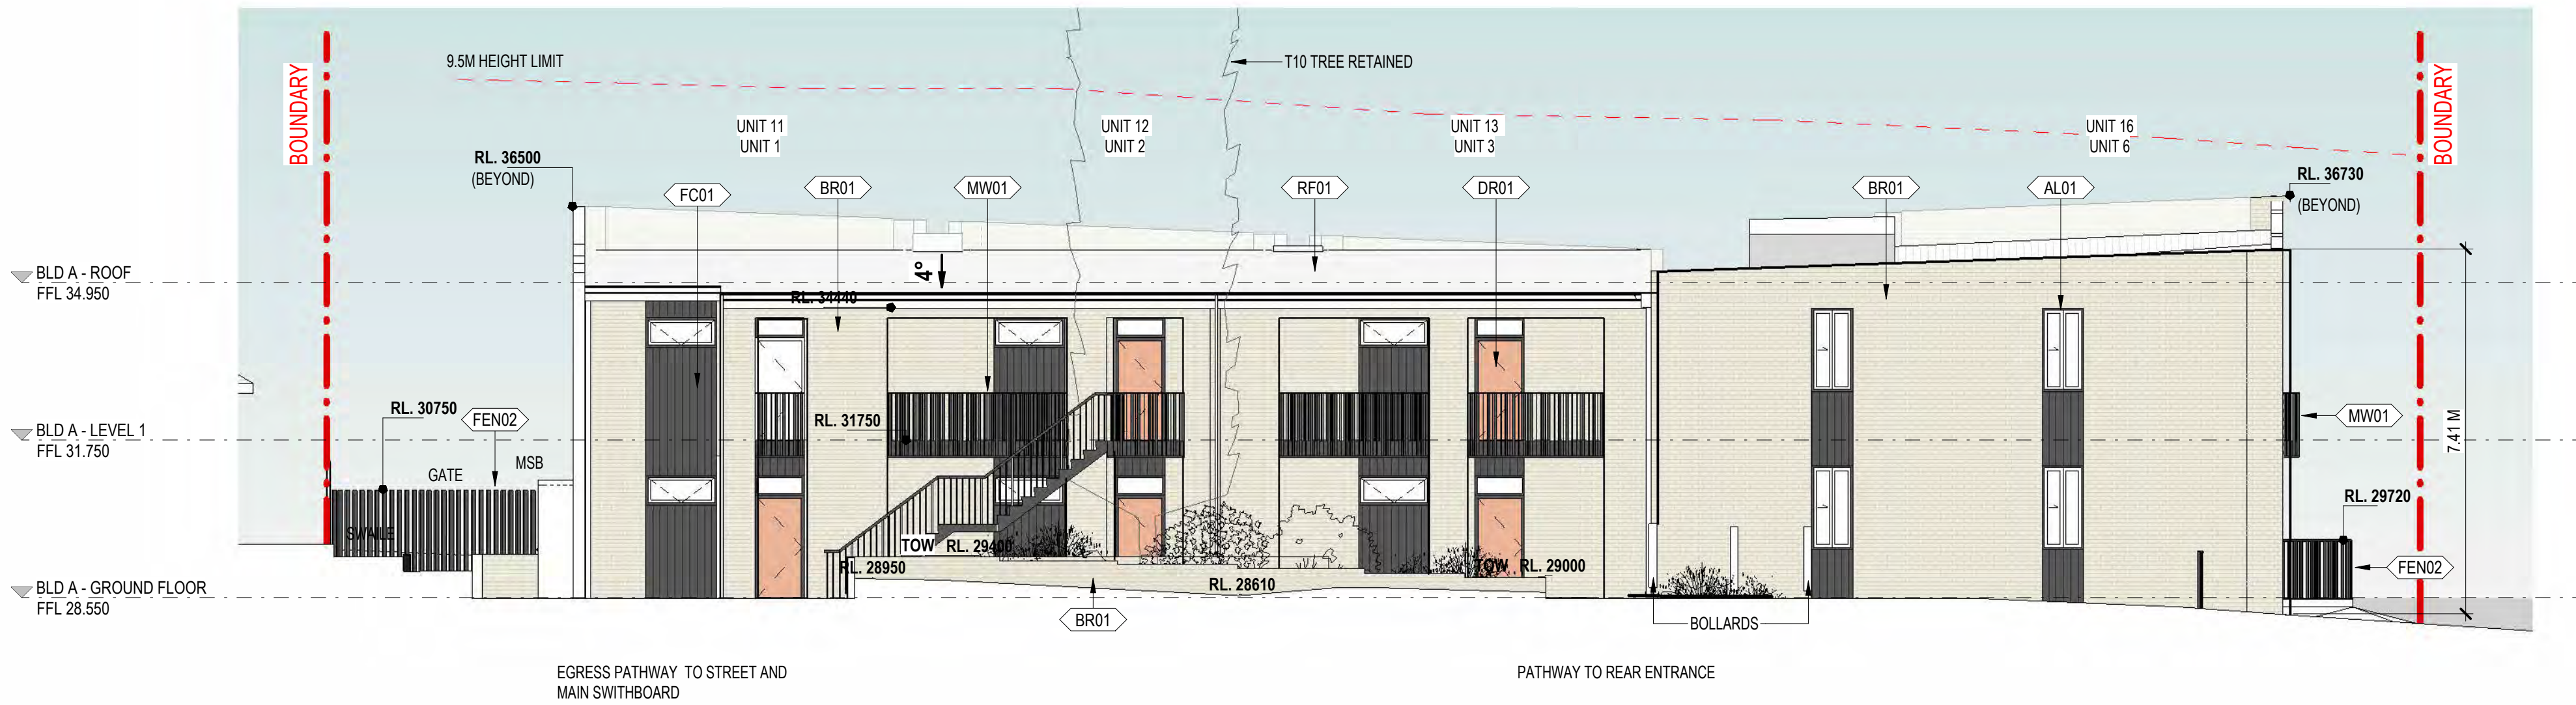 9.5M HEIGHT LIMIT
T10 TREE RETAINED
BOUNDARY
BOUNDARY
UNIT 11
UNIT 1
UNIT 12
UNIT 2
UNIT 13
UNIT 3
UNIT 16
UNIT 6
RL. 36500
(BEYOND)
FC01
BR01
MW01
RF01
DR01
BR01
AL01
RL. 36730
(BEYOND)
BLD A - ROOF
FFL 34.950
4°
RL. 34440
RL. 30750
FEN02
RL. 31750
BLD A - LEVEL 1
FFL 31.750
MW01
7.41 M
GATE
MSB
SWAILE
RL. 29720
TOW RL. 29400
RL. 28950
TOW RL. 29000
RL. 28610
FEN02
BLD A - GROUND FLOOR
FFL 28.550
BR01
BOLLARDS
EGRESS PATHWAY TO STREET AND
MAIN SWITHBOARD
PATHWAY TO REAR ENTRANCE